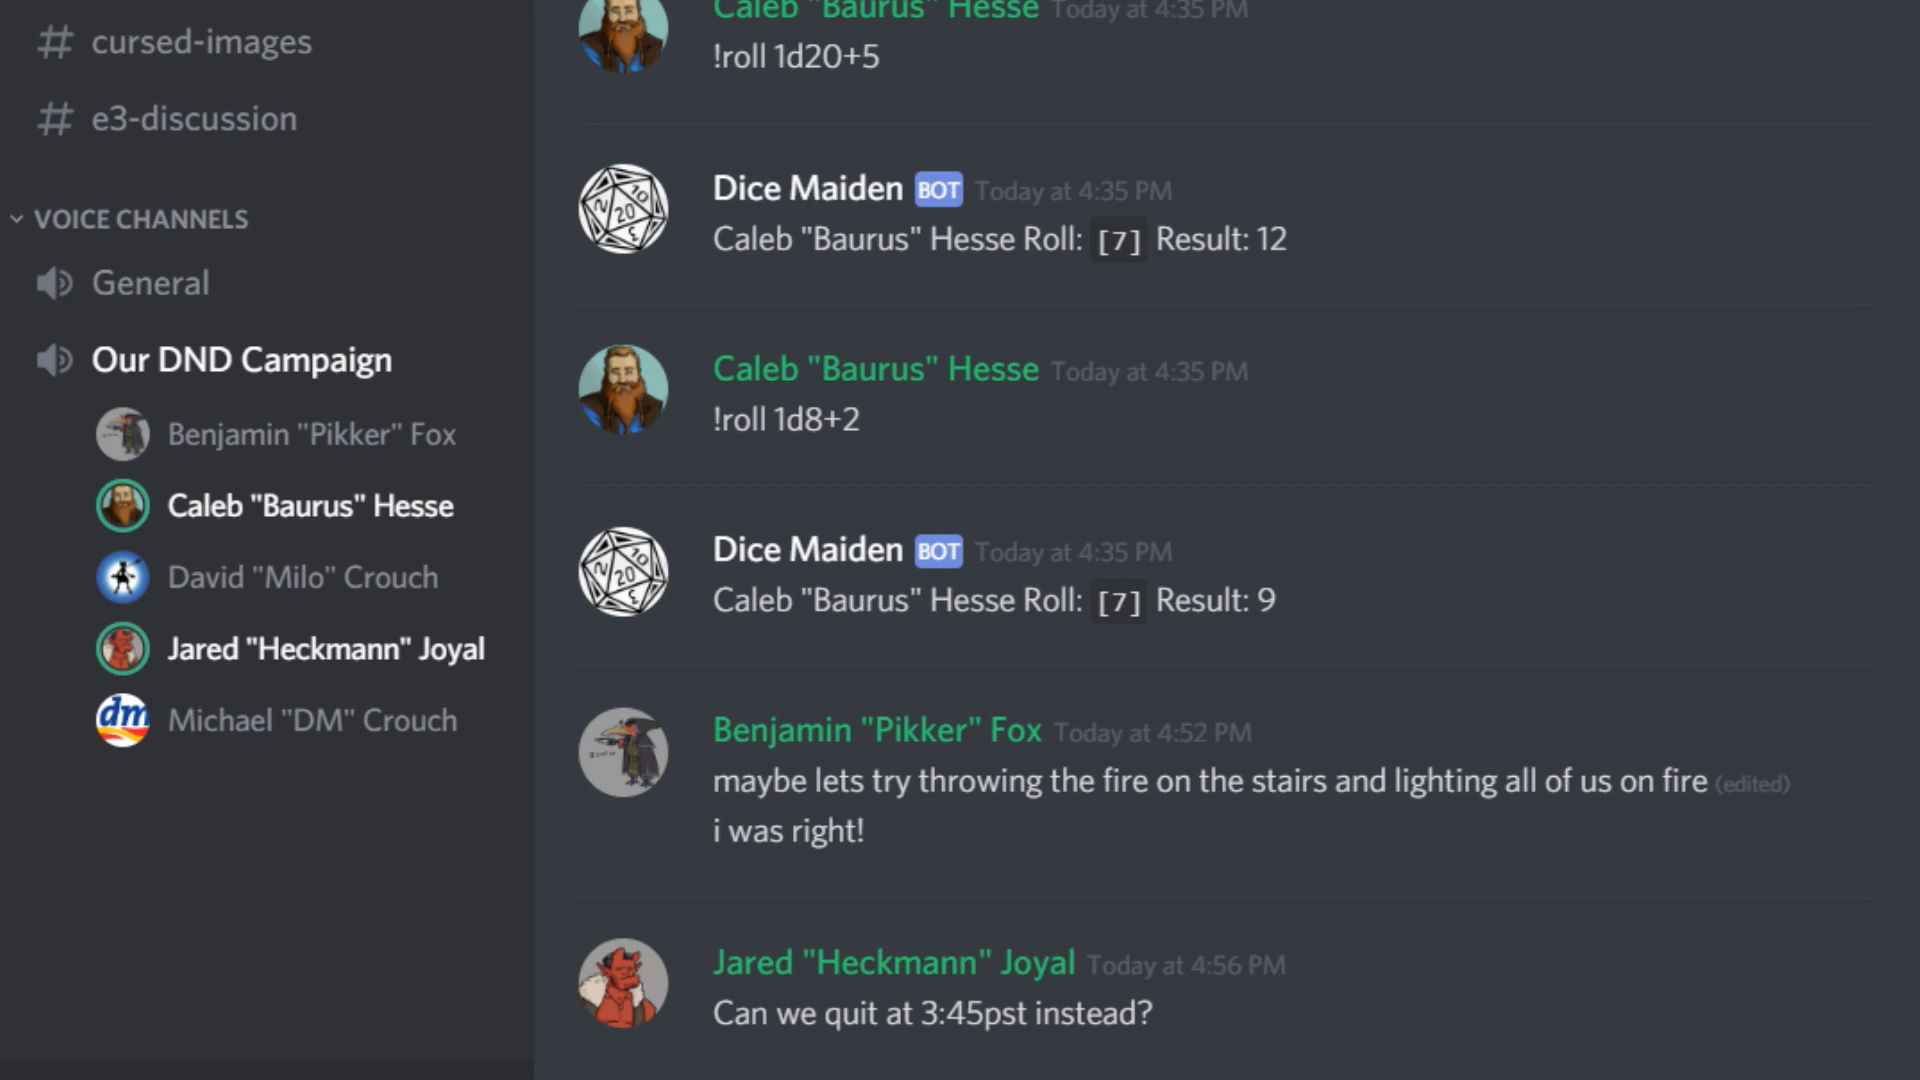 # cursed-images
# e3-discussion
VOICE CHANNELS
General
Our DND Campaign
Benjamin "Pikker" Fox
Caleb "Baurus" Hesse
David "Milo" Crouch
Jared "Heckmann" Joyal
dm
Michael "DM" Crouch
Caleb "Baurus" Hesse Today at 4:35 PM
!roll 1d20+5
Dice Maiden BOT Today at 4:35 PM
Caleb "Baurus" Hesse Roll: [7] Result: 12
Caleb "Baurus" Hesse Today at 4:35 PM
!roll 1d8+2
Dice Maiden BOT Today at 4:35 PM
Caleb "Baurus" Hesse Roll: [7] Result: 9
Benjamin "Pikker" Fox Today at 4:52 PM
maybe lets try throwing the fire on the stairs and lighting all of us on fire (edited)
i was right!
Jared "Heckmann" Joyal Today at 4:56 PM
Can we quit at 3:45pst instead?